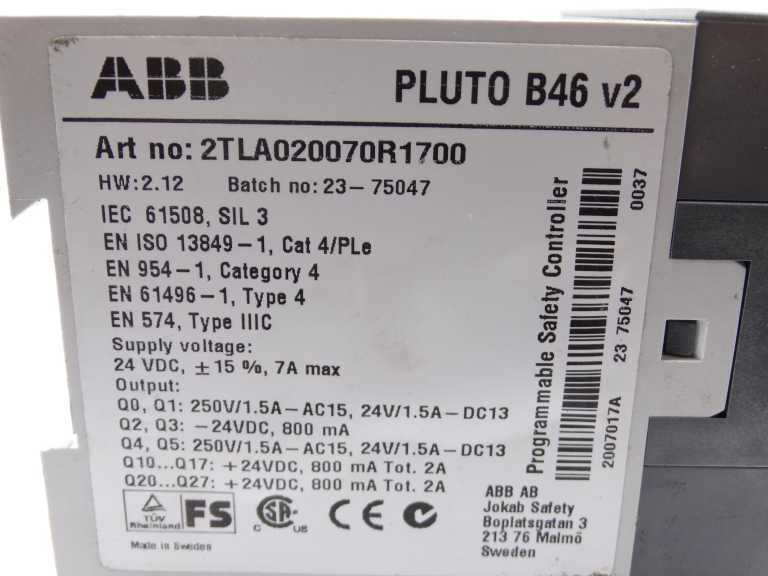 ABB
PLUTO B46 v2
Art no: 2TLA020070R1700
HW:2.12 Batch no: 23-75047
IEC 61508, SIL 3
EN ISO 13849-1, Cat 4/PLe
EN 954-1, Category 4
EN 61496-1, Type 4
EN 574, Type IIIC
Supply voltage:
24 VDC, ±15 %, 7A max
Output:
Q0, Q1: 250V/1.5A-AC15, 24V/1.5A-DC13
Q2, Q3: -24VDC, 800 mA
Q4, Q5: 250V/1.5A-AC15, 24V/1.5A-DC13
Q10...Q17: +24VDC, 800 mA Tot. 2A
Q20...Q27: +24VDC, 800 mA Tot. 2A
TÜV
Rheinland
FS
C SA US
CE
Made in Sweden
ABB AB
Jokab Safety
Boplatsgatan 3
213 76 Malmö
Sweden
Programmable Safety Controller
2007017A 23 75047 0037